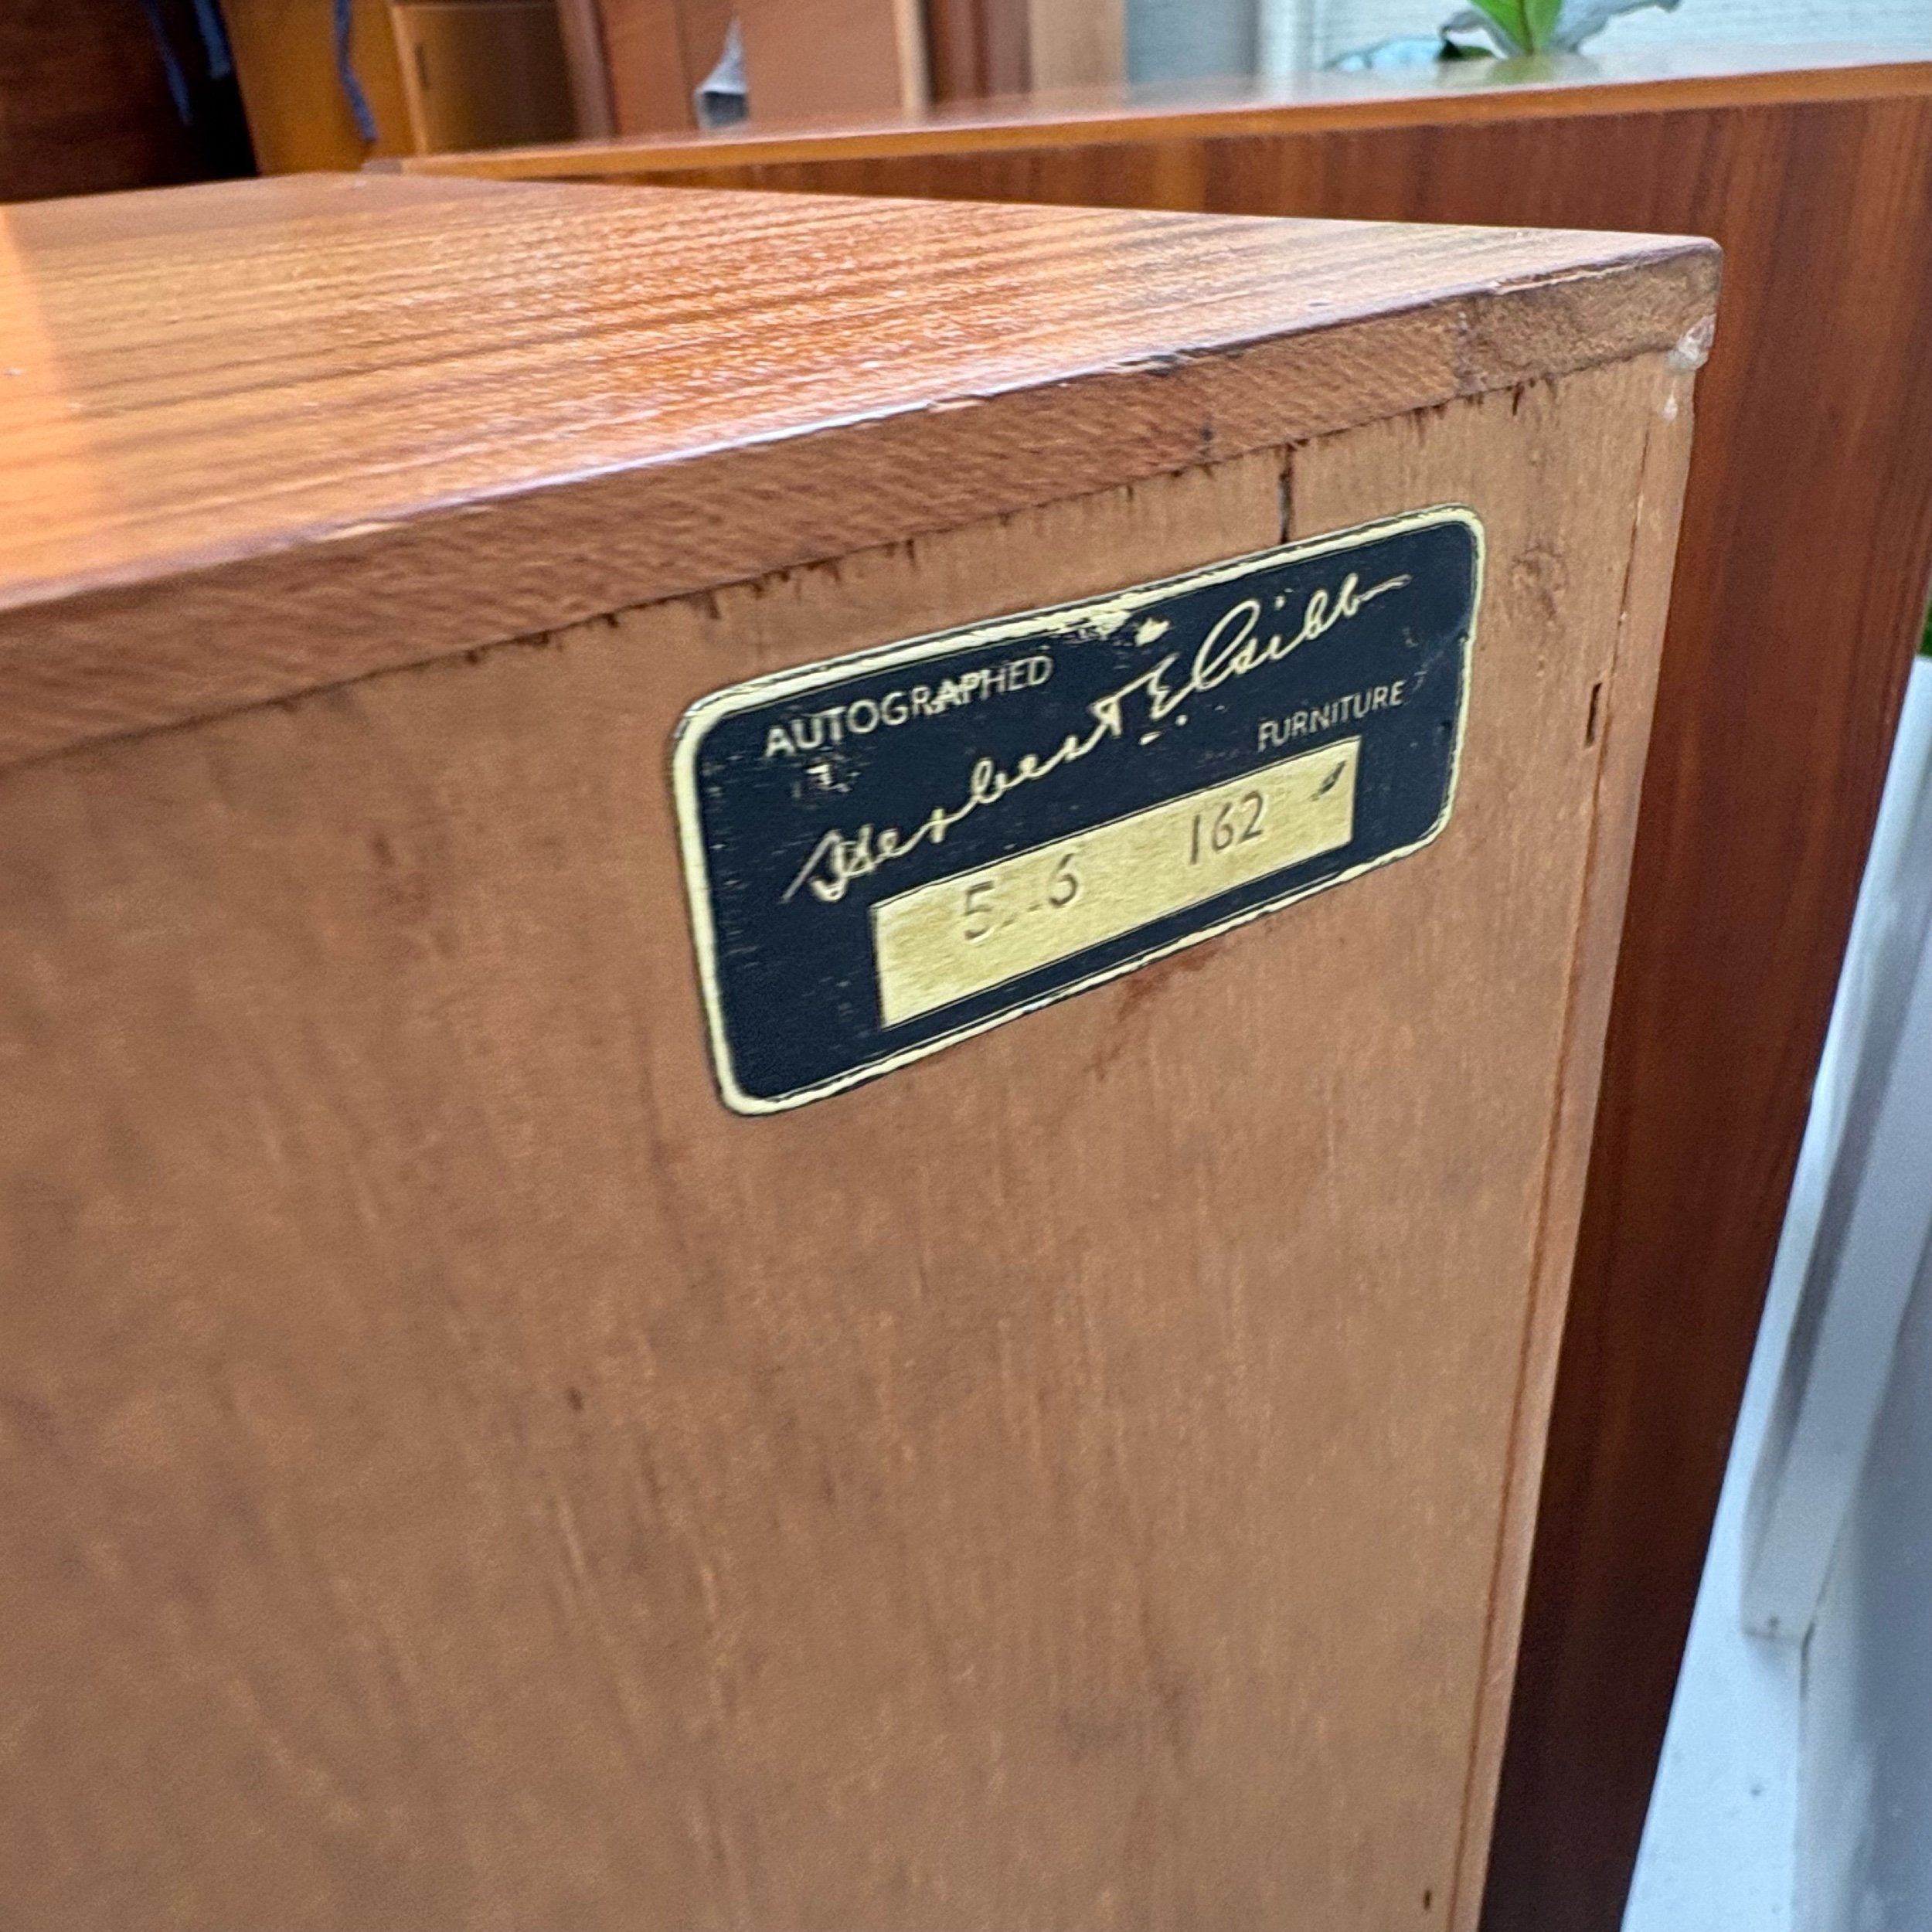 AUTOGRAPHED
Herbert E. Gibbs
FURNITURE
5 6 162